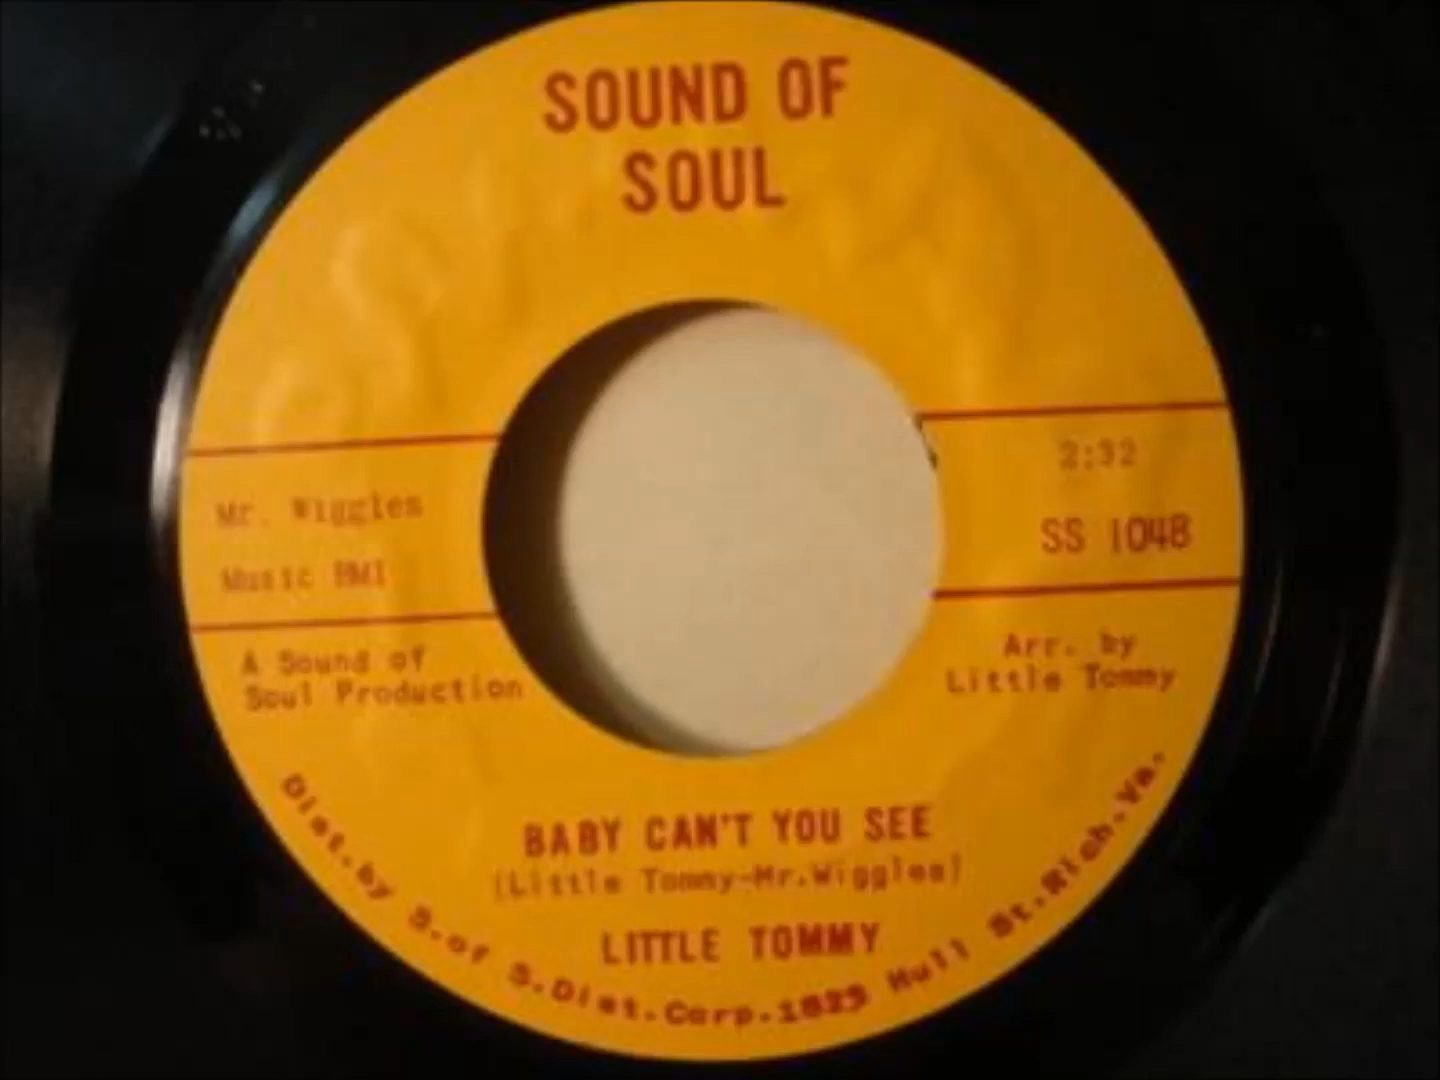 SOUND OF
SOUL
2:32
SS 1048
Mr. Wiggles
Music BMI
A Sound of
Soul Production
Arr. by
Little Tommy
BABY CAN'T YOU SEE
(Little Tommy-Mr.Wiggles)
LITTLE TOMMY
Dist.by S.of S.Dist.Corp.1825 Hull St.Rich.Va.